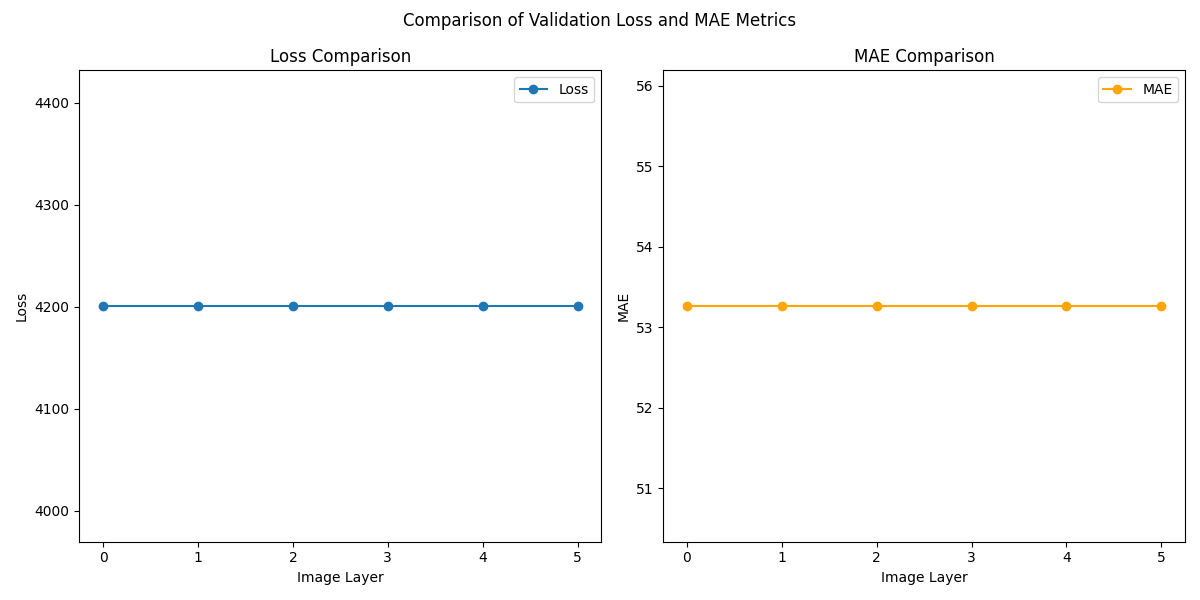 Comparison of Validation Loss and MAE Metrics
Loss Comparison
Loss
4400
4300
4200
4100
4000
Loss
0 1 2 3 4 5
Image Layer
MAE Comparison
MAE
56
55
54
53
52
51
MAE
0 1 2 3 4 5
Image Layer